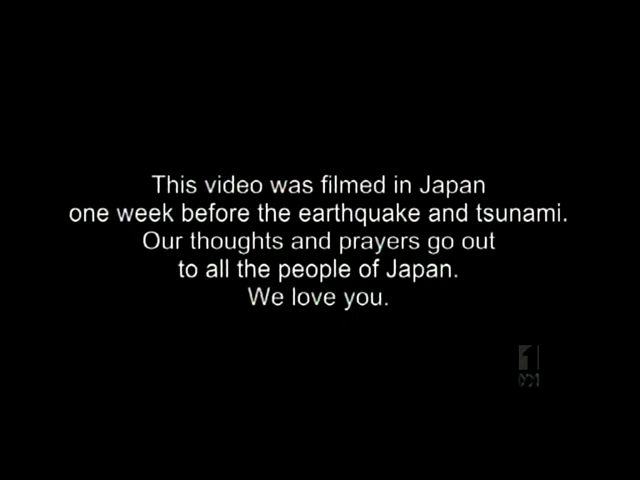 This video was filmed in Japan
one week before the earthquake and tsunami.
Our thoughts and prayers go out
to all the people of Japan.
We love you.
1